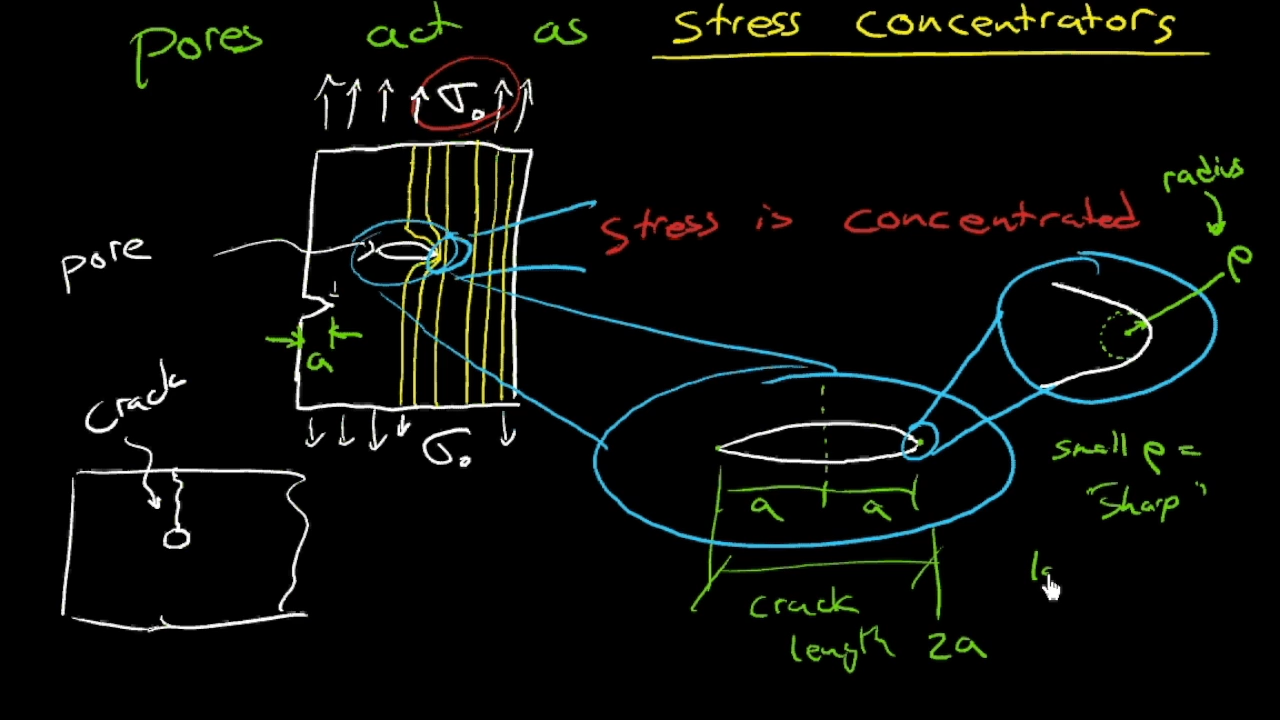 pores act as stress concentrators
σ₀
radius
stress is concentrated
ρ
pore
a
crack
σ₀
small ρ =
"sharp"
a a
crack
length 2a